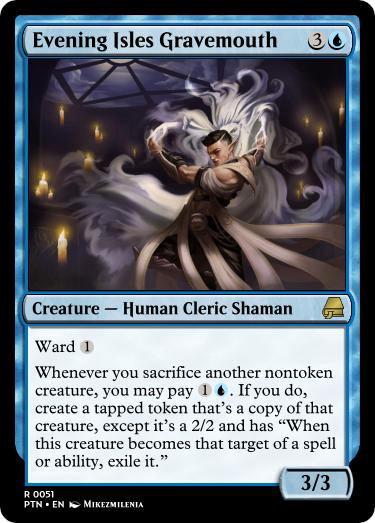 Evening Isles Gravemouth 3
Creature — Human Cleric Shaman
Ward 1
Whenever you sacrifice another nontoken
creature, you may pay 1 . If you do,
create a tapped token that's a copy of that
creature, except it's a 2/2 and has “When
this creature becomes that target of a spell
or ability, exile it.”
3/3
R 0051
PTN • EN Mikezmilenia